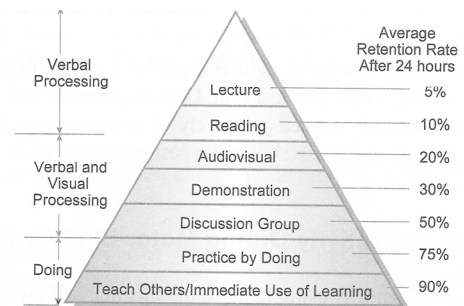 Average
Retention Rate
After 24 hours
Verbal
Processing
Lecture 5%
Reading 10%
Audiovisual 20%
Verbal and
Visual
Processing
Demonstration 30%
Discussion Group 50%
Doing
Practice by Doing 75%
Teach Others/Immediate Use of Learning 90%